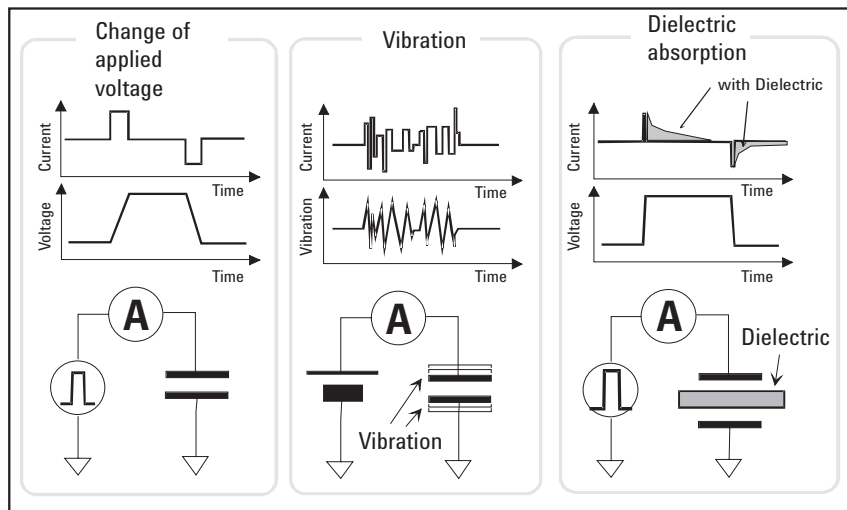 Change of
applied
voltage
Current
Time
Voltage
Time
A
Vibration
Current
Time
Vibration
Time
A
Vibration
Dielectric
absorption
with Dielectric
Current
Time
Voltage
Time
A
Dielectric